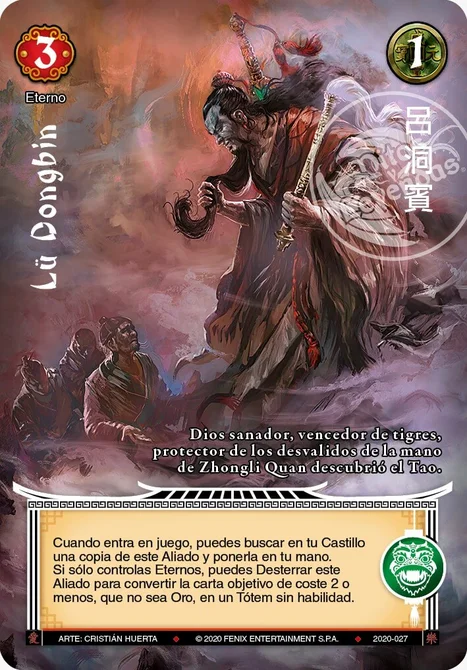 3
1
Eterno
Lü Dongbin
呂洞賓
Mitos y Leyendas.
Dios sanador, vencedor de tigres,
protector de los desvalidos de la mano
de Zhongli Quan descubrió el Tao.
Cuando entra en juego, puedes buscar en tu Castillo
una copia de este Aliado y ponerla en tu mano.
Si sólo controlas Eternos, puedes Desterrar este
Aliado para convertir la carta objetivo de coste 2 o
menos, que no sea Oro, en un Tótem sin habilidad.
ARTE: CRISTIÁN HUERTA ♦ © 2020 FENIX ENTERTAINMENT S.P.A. ♦ 2020-027